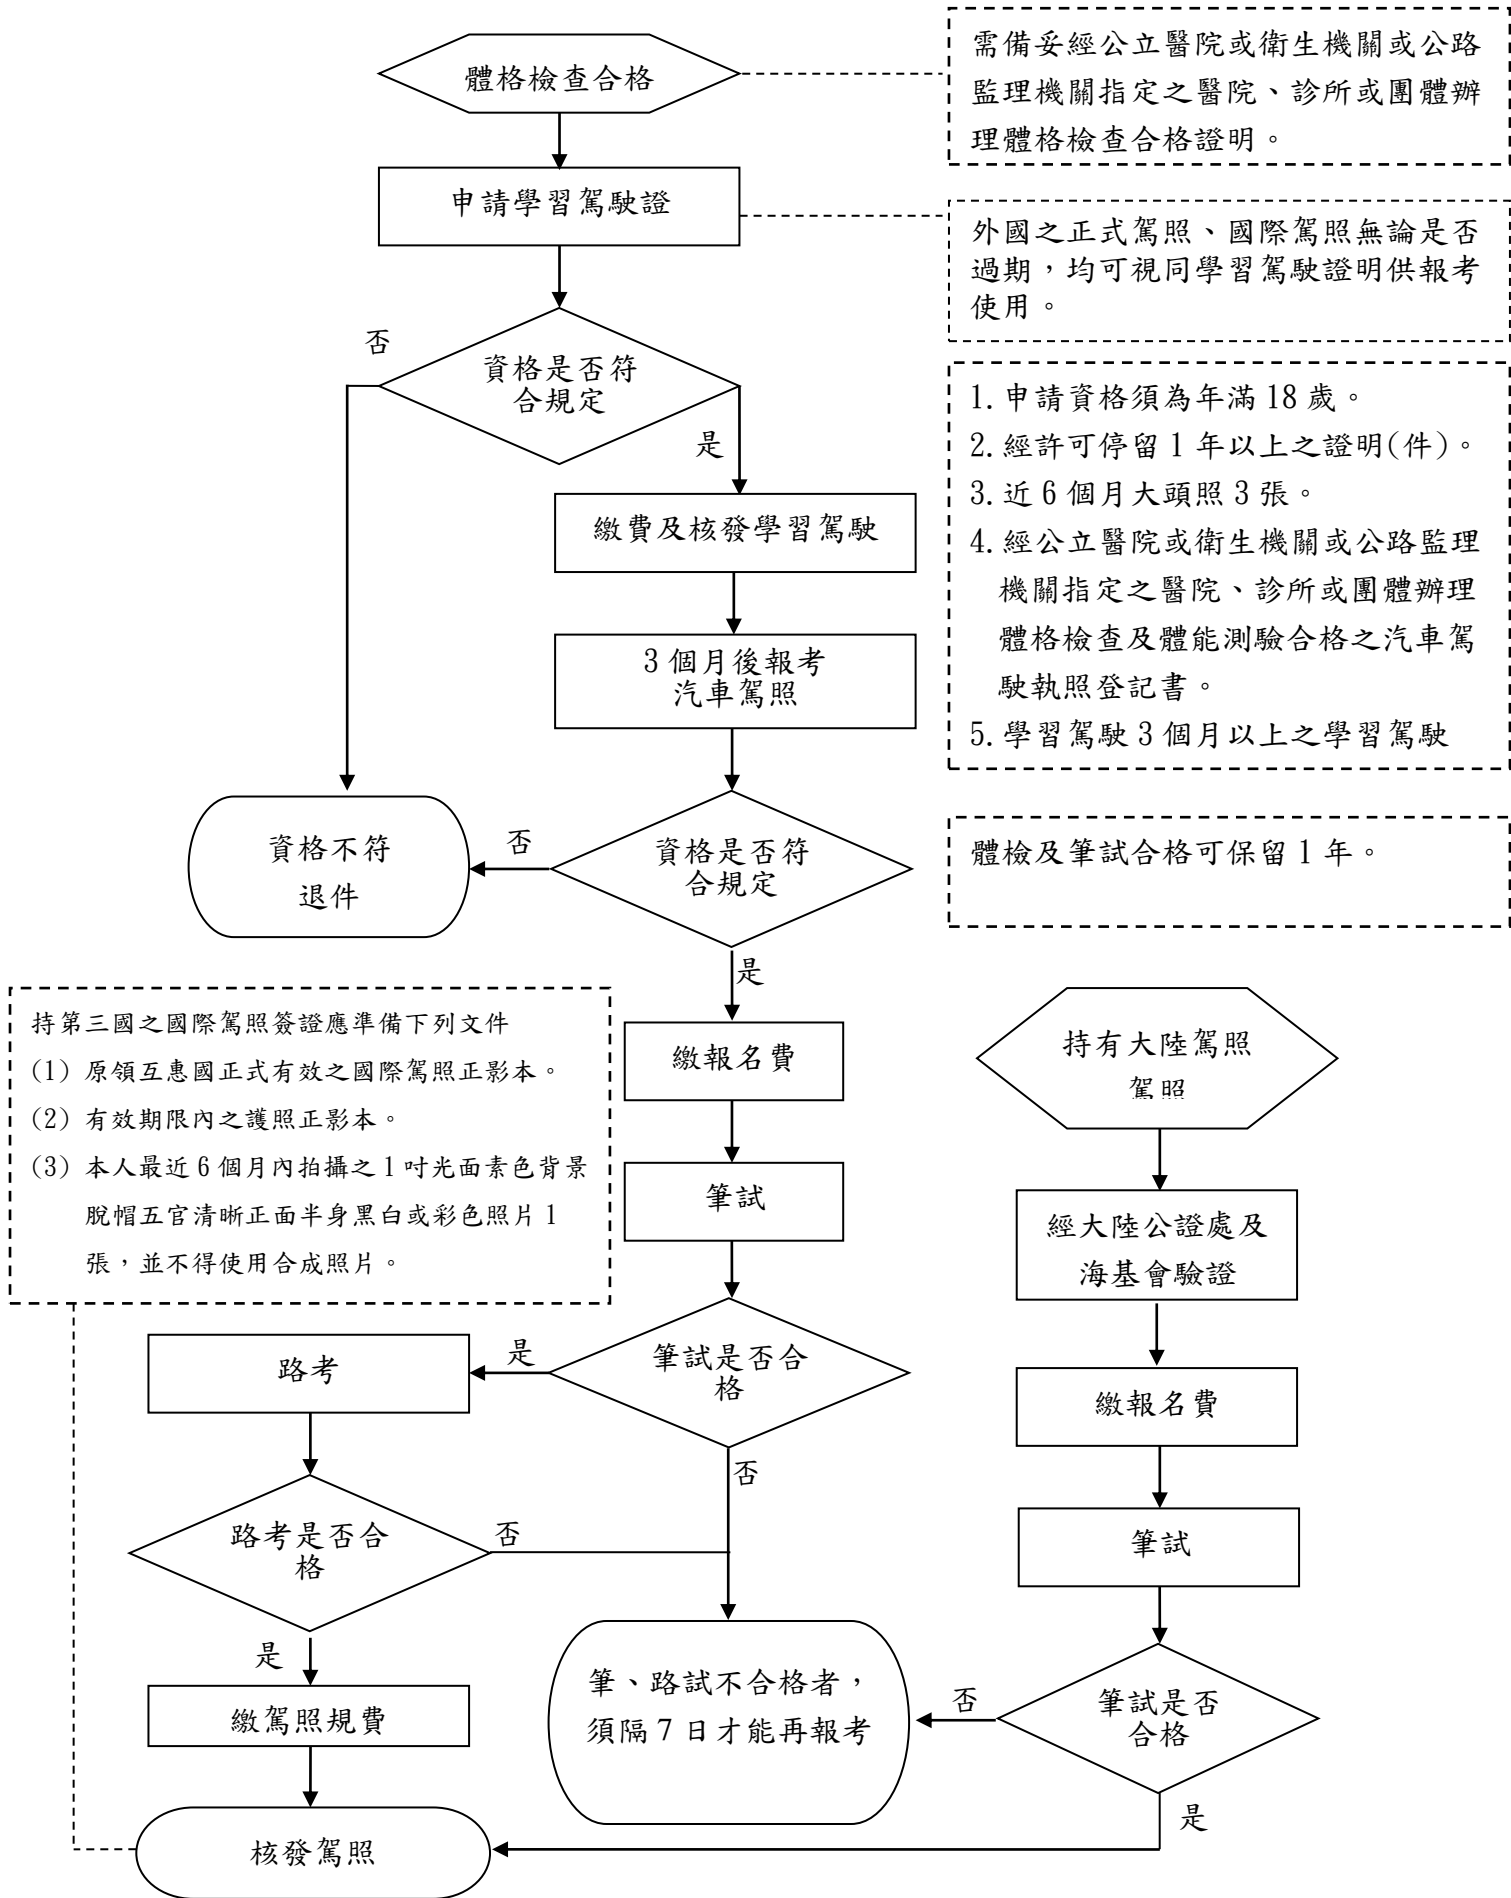 體格檢查合格
需備妥經公立醫院或衛生機關或公路
監理機關指定之醫院、診所或團體辦
理體格檢查合格證明。
申請學習駕駛證
外國之正式駕照、國際駕照無論是否
過期，均可視同學習駕駛證明供報考
使用。
否
資格是否符
合規定
是
1.申請資格須為年滿18歲。
2.經許可停留1年以上之證明(件)。
3.近6個月大頭照3張。
4.經公立醫院或衛生機關或公路監理
機關指定之醫院、診所或團體辦理
體格檢查及體能測驗合格之汽車駕
駛執照登記書。
5.學習駕駛3個月以上之學習駕駛
繳費及核發學習駕駛
3個月後報考
汽車駕照
資格不符
退件
否
資格是否符
合規定
體檢及筆試合格可保留1年。
是
持第三國之國際駕照簽證應準備下列文件
(1) 原領互惠國正式有效之國際駕照正影本。
(2) 有效期限內之護照正影本。
(3) 本人最近6個月內拍攝之1吋光面素色背景
脫帽五官清晰正面半身黑白或彩色照片1
張，並不得使用合成照片。
繳報名費
持有大陸駕照
駕照
筆試
經大陸公證處及
海基會驗證
路考
是
筆試是否合
格
繳報名費
否
路考是否合
格
否
筆試
是
繳駕照規費
筆、路試不合格者，
須隔7日才能再報考
否
筆試是否
合格
是
核發駕照